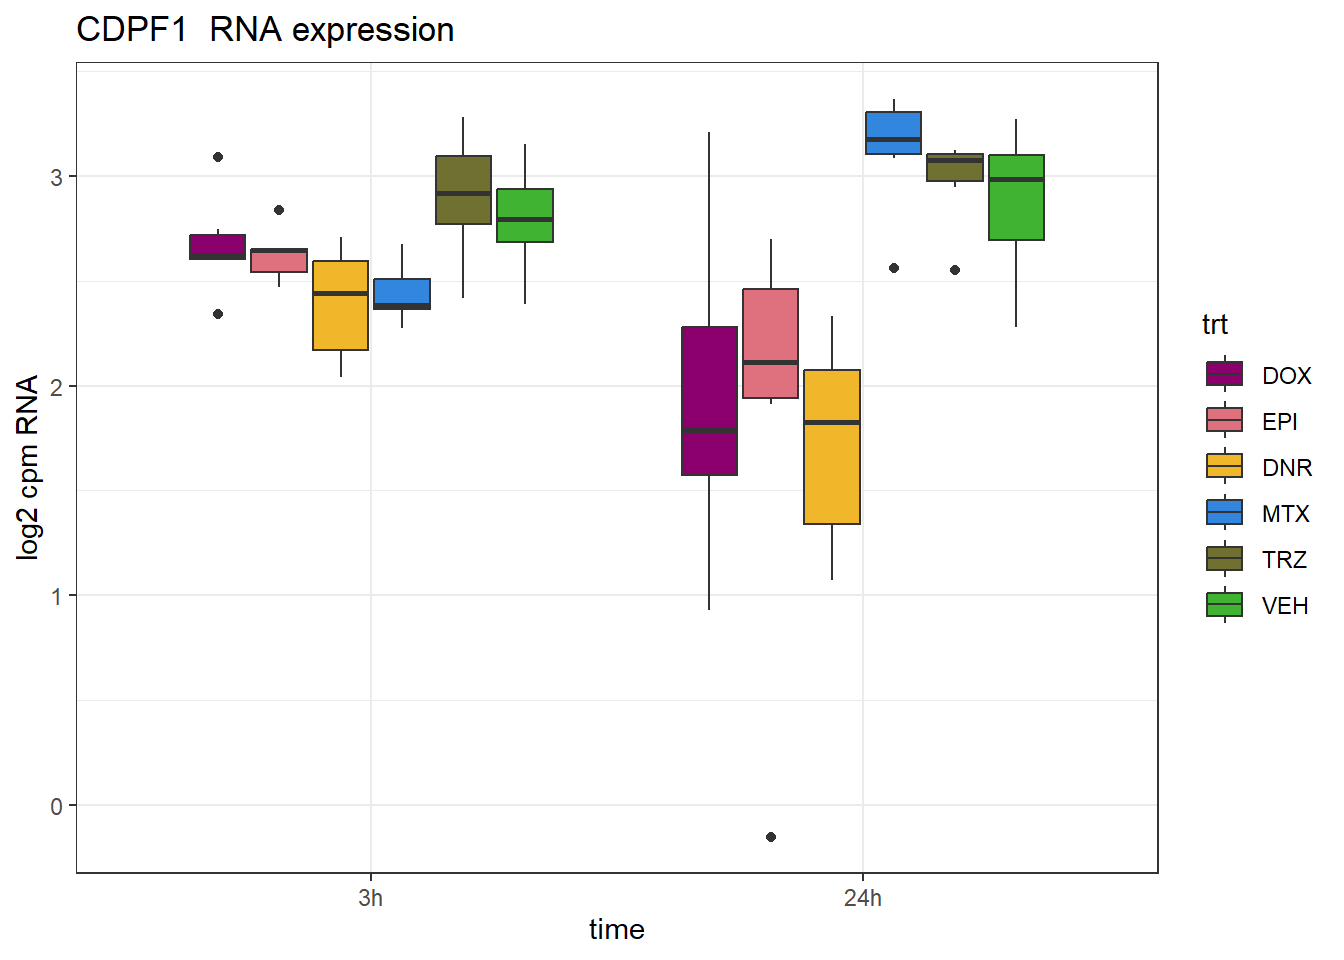 CDPF1  RNA expression
log2 cpm RNA
3
2
1
0
3h
24h
time
trt
DOX
EPI
DNR
MTX
TRZ
VEH